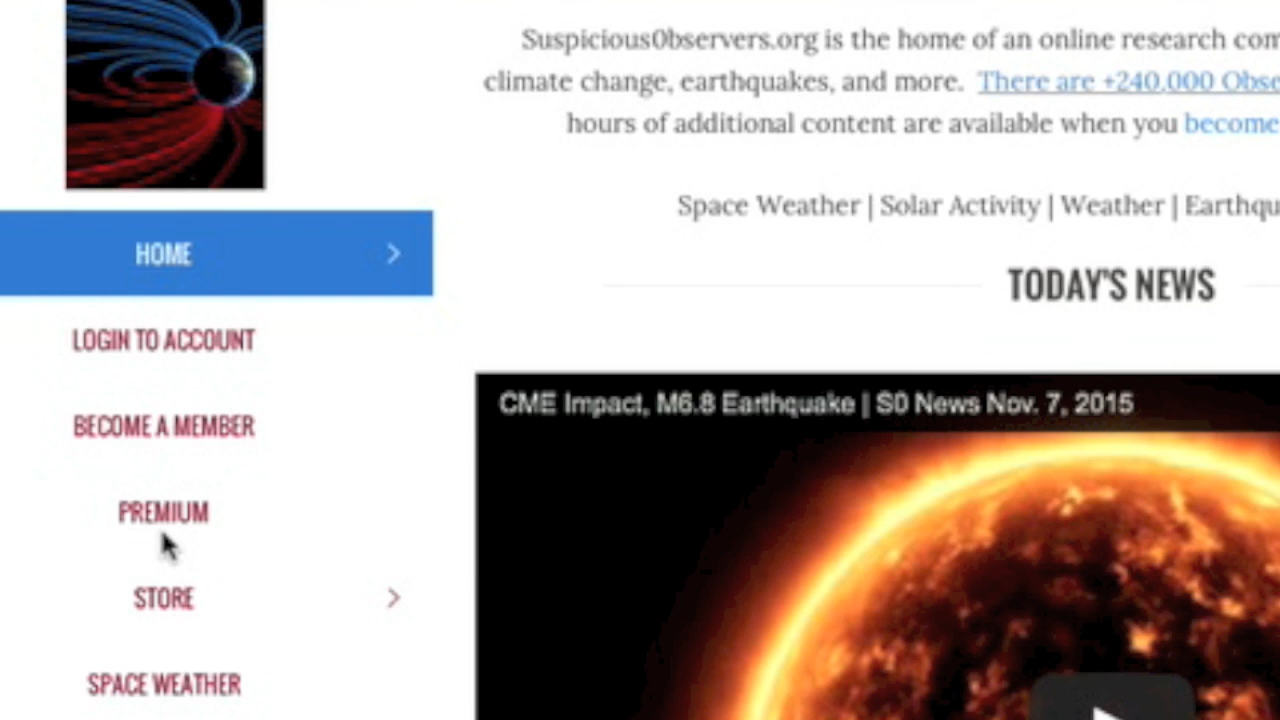 Suspicious0bservers.org is the home of an online research com
climate change, earthquakes, and more. There are +240,000 Obse
hours of additional content are available when you become
Space Weather | Solar Activity | Weather | Earthqu
HOME
TODAY'S NEWS
LOGIN TO ACCOUNT
CME Impact, M6.8 Earthquake | S0 News Nov. 7, 2015
BECOME A MEMBER
PREMIUM
STORE
SPACE WEATHER